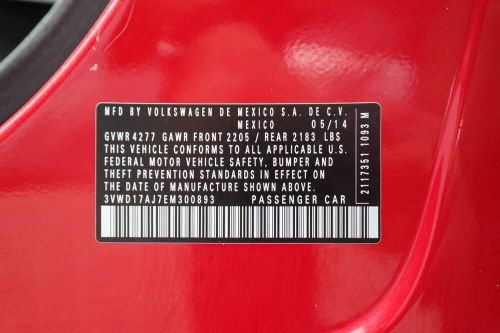 MFD BY VOLKSWAGEN DE MEXICO S.A. DE C.V.
MEXICO 05/14
GVWR 4277 GAWR FRONT 2205 / REAR 2183 LBS
THIS VEHICLE CONFORMS TO ALL APPLICABLE U.S.
FEDERAL MOTOR VEHICLE SAFETY, BUMPER AND
THEFT PREVENTION STANDARDS IN EFFECT ON
THE DATE OF MANUFACTURE SHOWN ABOVE.
3VWD17AJ7EM300893 PASSENGER CAR
2117351 1093 M